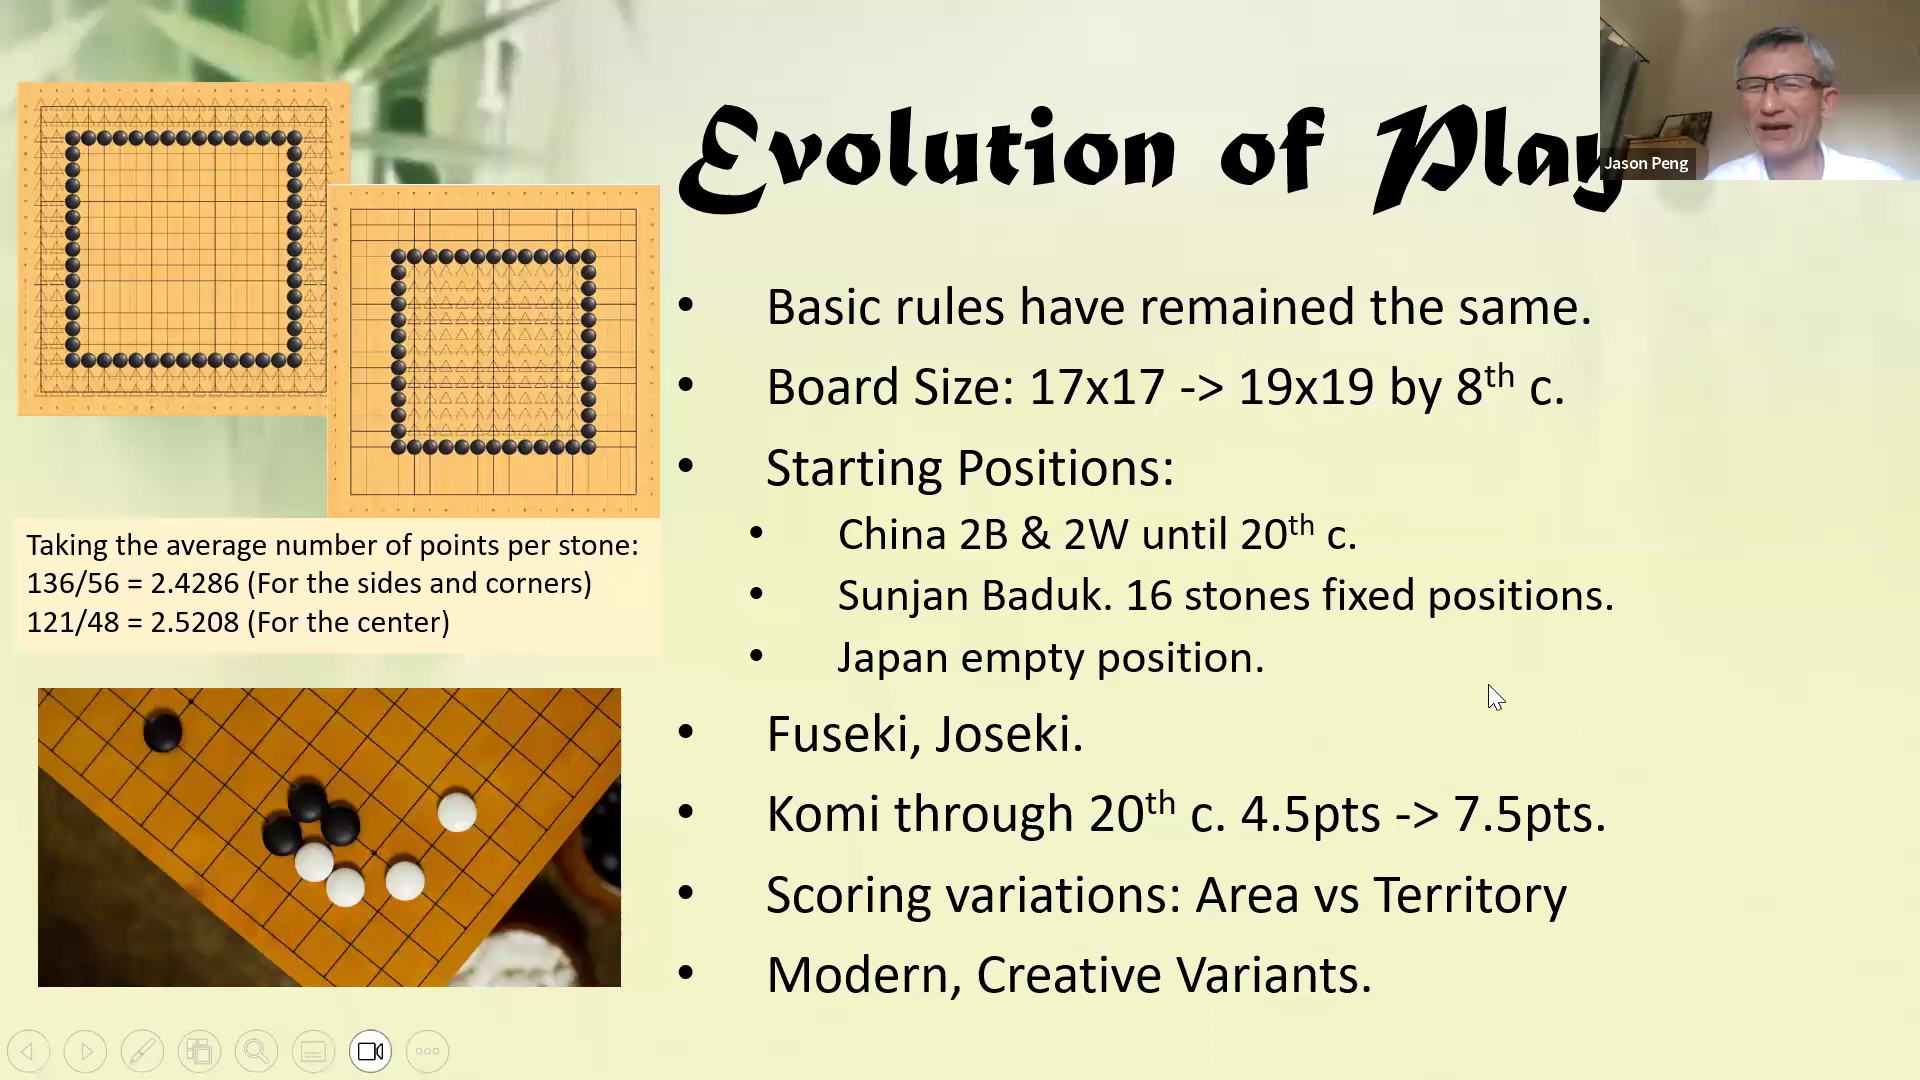 Evolution of Play
Jason Peng
• Basic rules have remained the same.
• Board Size: 17x17 -> 19x19 by 8th c.
• Starting Positions:
• China 2B & 2W until 20th c.
• Sunjan Baduk. 16 stones fixed positions.
• Japan empty position.
• Fuseki, Joseki.
• Komi through 20th c. 4.5pts -> 7.5pts.
• Scoring variations: Area vs Territory
• Modern, Creative Variants.
Taking the average number of points per stone:
136/56 = 2.4286 (For the sides and corners)
121/48 = 2.5208 (For the center)